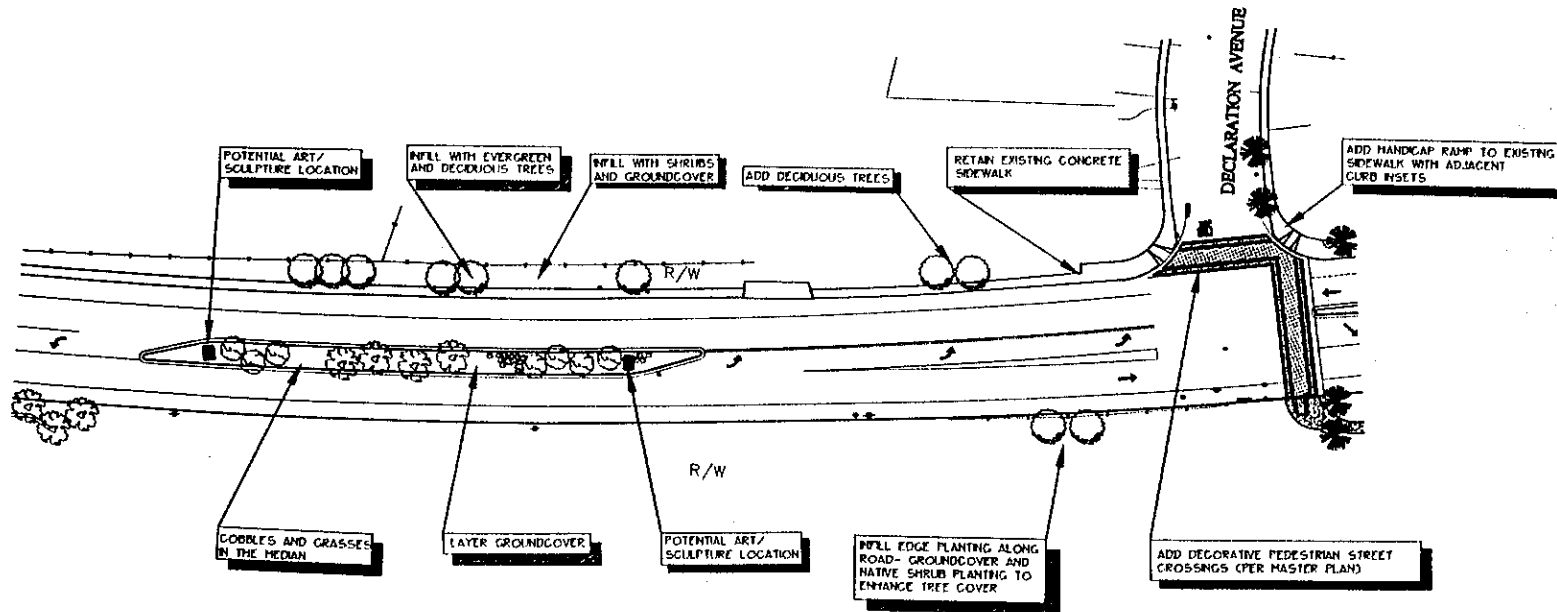 DECLARATION AVENUE
POTENTIAL ART/
SCULPTURE LOCATION
INFILL WITH EVERGREEN
AND DECIDUOUS TREES
INFILL WITH SHRUBS
AND GROUNDCOVER
ADD DECIDUOUS TREES
RETAIN EXISTING CONCRETE
SIDEWALK
ADD HANDICAP RAMP TO EXISTING
SIDEWALK WITH ADJACENT
CURB INSETS
R/W
R/W
COBBLES AND GRASSES
IN THE MEDIAN
LAYER GROUNDCOVER
POTENTIAL ART/
SCULPTURE LOCATION
INFILL EDGE PLANTING ALONG
ROAD- GROUNDCOVER AND
NATIVE SHRUB PLANTING TO
ENHANCE TREE COVER
ADD DECORATIVE PEDESTRIAN STREET
CROSSINGS (PER MASTER PLAN)